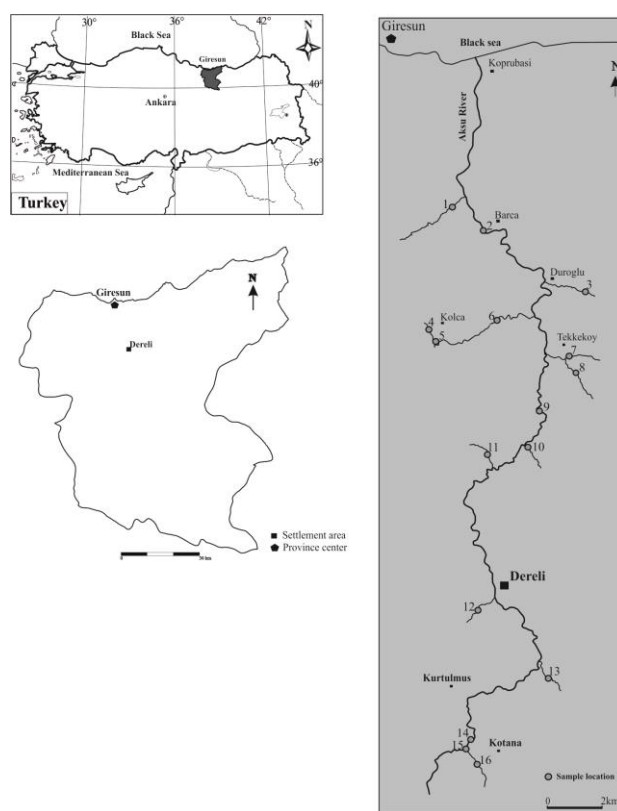 30° 36° 42°
Black Sea
Giresun
N
40°
Ankara
36°
Mediterranean Sea
Turkey
Giresun
N
Dereli
Settlement area
Province center
0
Giresun
Black sea
Koprubasi
N
Aksu River
1
Barca
2
Duroglu
3
4
Kolca
5
6
Tekkekoy
7
8
9
10
11
Dereli
12
13
Kurtulmus
14
15
Kotana
16
Sample location
0 2km